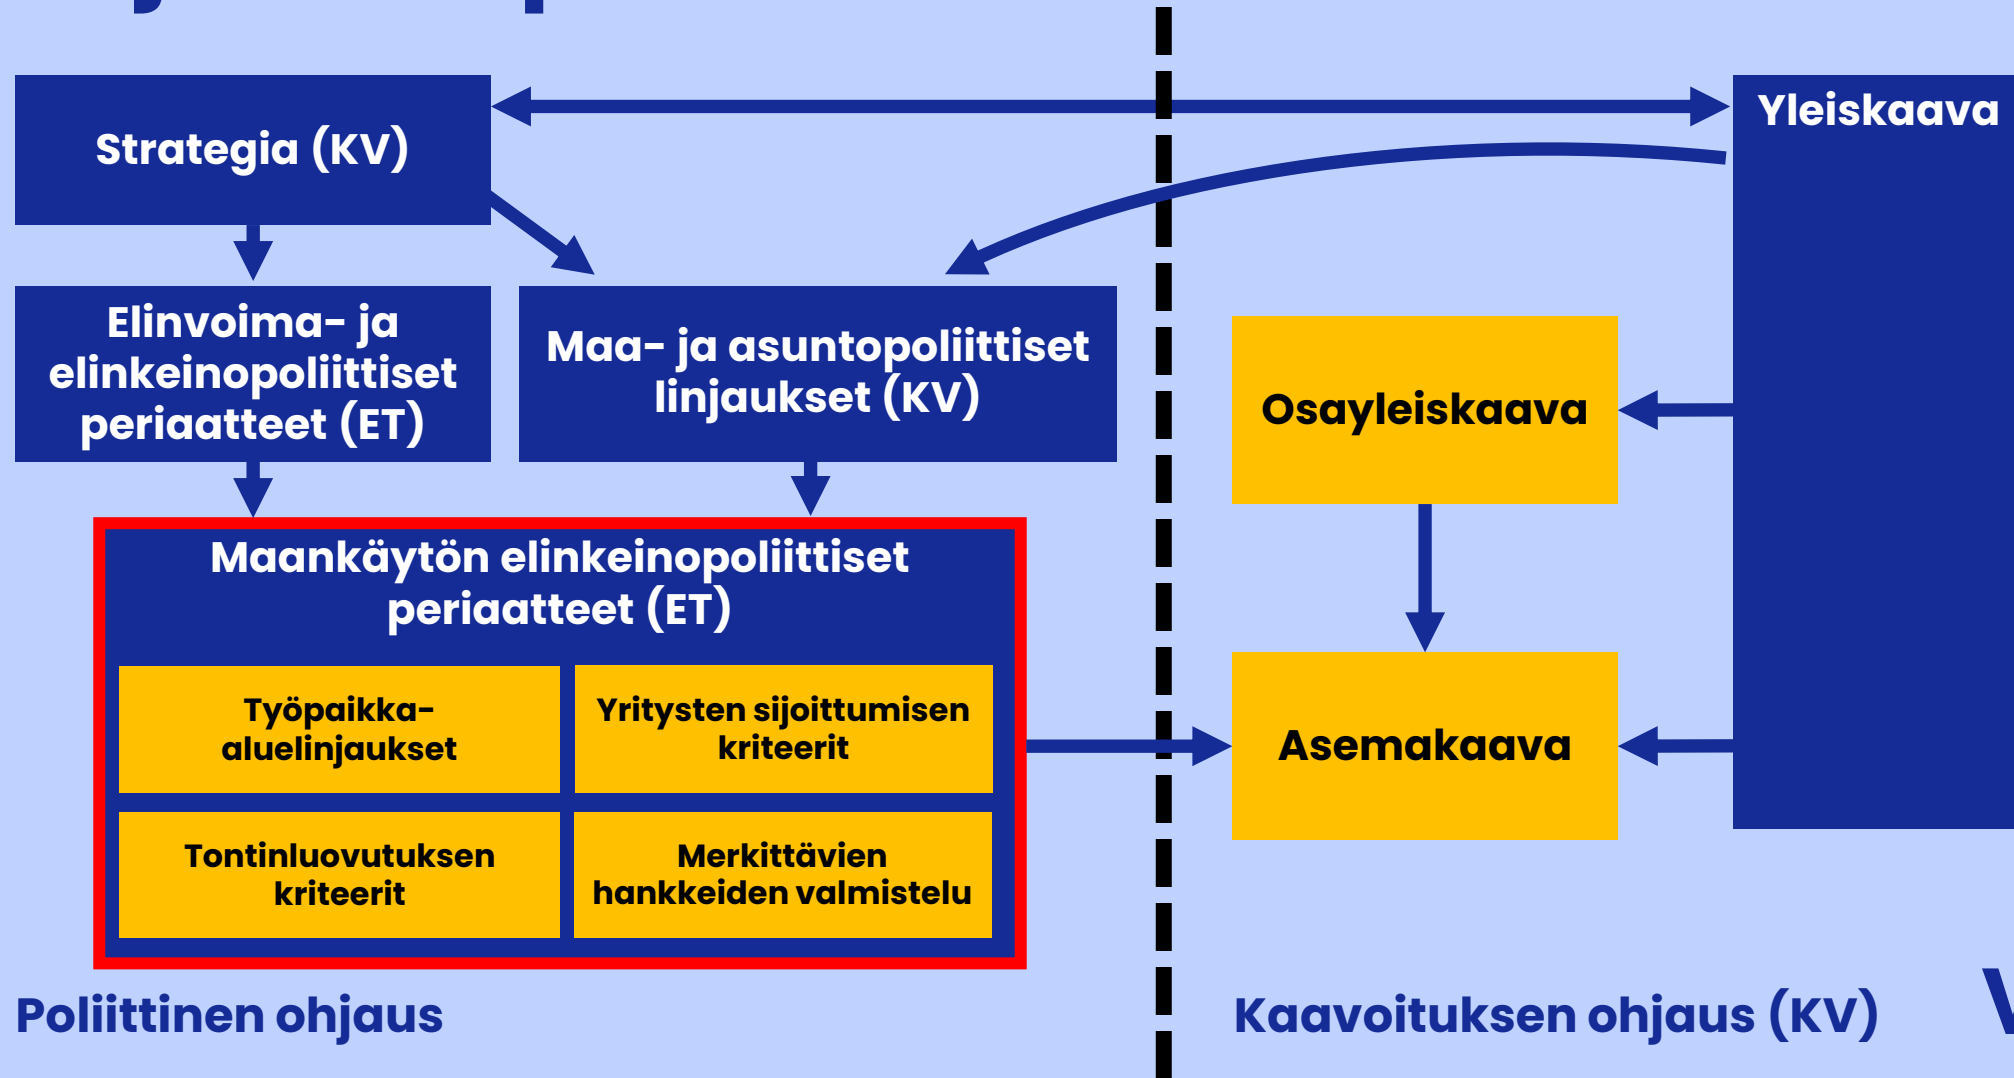 Strategia (KV)
Yleiskaava
Elinvoima- ja
elinkeinopoliittiset
periaatteet (ET)
Maa- ja asuntopoliittiset
linjaukset (KV)
Osayleiskaava
Maankäytön elinkeinopoliittiset
periaatteet (ET)
Työpaikka-
aluelinjaukset
Yritysten sijoittumisen
kriteerit
Asemakaava
Tontinluovutuksen
kriteerit
Merkittävien
hankkeiden valmistelu
Poliittinen ohjaus
Kaavoituksen ohjaus (KV)